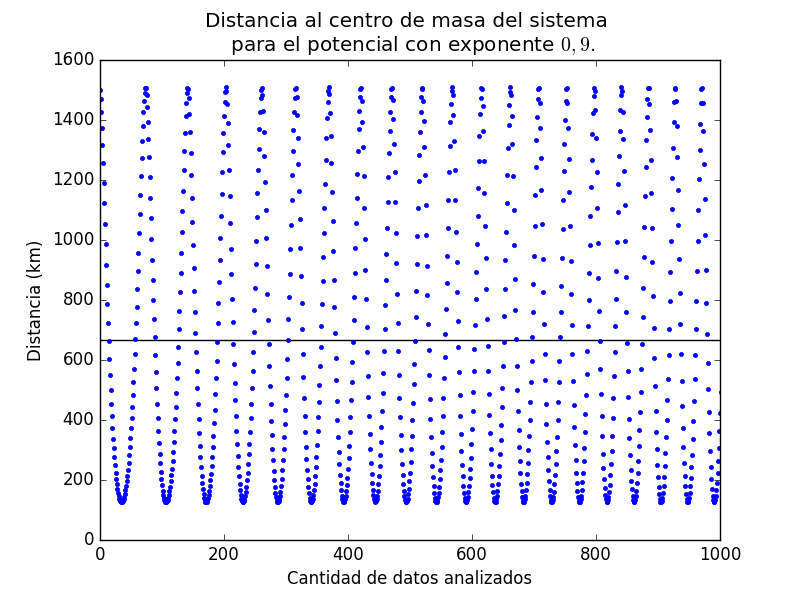 Distancia al centro de masa del sistema
para el potencial con exponente 0, 9.
Distancia (km)
1600
1400
1200
1000
800
600
400
200
0
0 200 400 600 800 1000
Cantidad de datos analizados